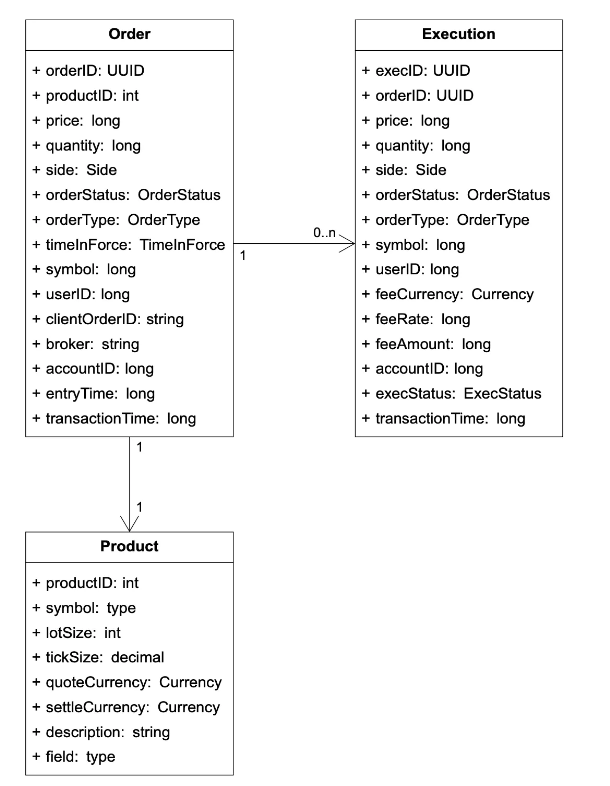 Order
+ orderID: UUID
+ productID: int
+ price: long
+ quantity: long
+ side: Side
+ orderStatus: OrderStatus
+ orderType: OrderType
+ timeInForce: TimeInForce
+ symbol: long
+ userID: long
+ clientOrderID: string
+ broker: string
+ accountID: long
+ entryTime: long
+ transactionTime: long
1
0..n
Execution
+ execID: UUID
+ orderID: UUID
+ price: long
+ quantity: long
+ side: Side
+ orderStatus: OrderStatus
+ orderType: OrderType
+ symbol: long
+ userID: long
+ feeCurrency: Currency
+ feeRate: long
+ feeAmount: long
+ accountID: long
+ execStatus: ExecStatus
+ transactionTime: long
1
1
Product
+ productID: int
+ symbol: type
+ lotSize: int
+ tickSize: decimal
+ quoteCurrency: Currency
+ settleCurrency: Currency
+ description: string
+ field: type